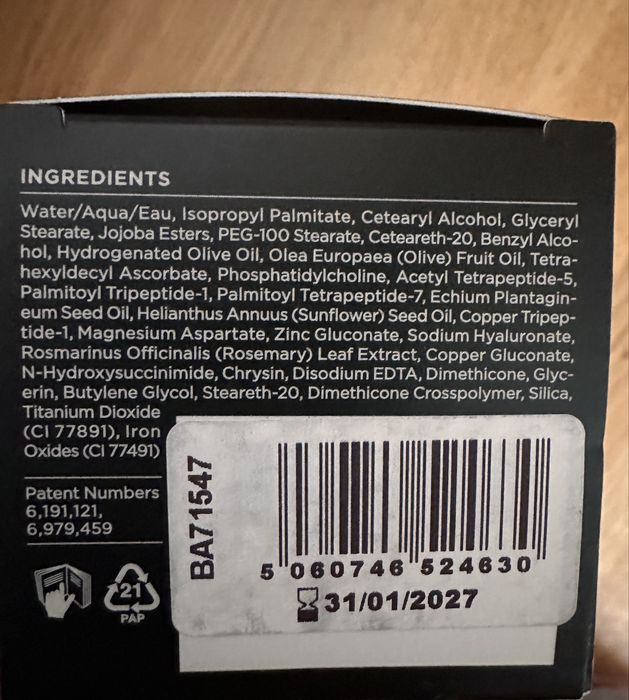 INGREDIENTS
Water/Aqua/Eau, Isopropyl Palmitate, Cetearyl Alcohol, Glyceryl
Stearate, Jojoba Esters, PEG-100 Stearate, Ceteareth-20, Benzyl Alco-
hol, Hydrogenated Olive Oil, Olea Europaea (Olive) Fruit Oil, Tetra-
hexyldecyl Ascorbate, Phosphatidylcholine, Acetyl Tetrapeptide-5,
Palmitoyl Tripeptide-1, Palmitoyl Tetrapeptide-7, Echium Plantagin-
eum Seed Oil, Helianthus Annuus (Sunflower) Seed Oil, Copper Tripep-
tide-1, Magnesium Aspartate, Zinc Gluconate, Sodium Hyaluronate,
Rosmarinus Officinalis (Rosemary) Leaf Extract, Copper Gluconate,
N-Hydroxysuccinimide, Chrysin, Disodium EDTA, Dimethicone, Glyc-
erin, Butylene Glycol, Steareth-20, Dimethicone Crosspolymer, Silica,
Titanium Dioxide
(CI 77891), Iron
Oxides (CI 77491)
Patent Numbers
6,191,121,
6,979,459
21
PAP
BA71547
5 060746 524630
31/01/2027